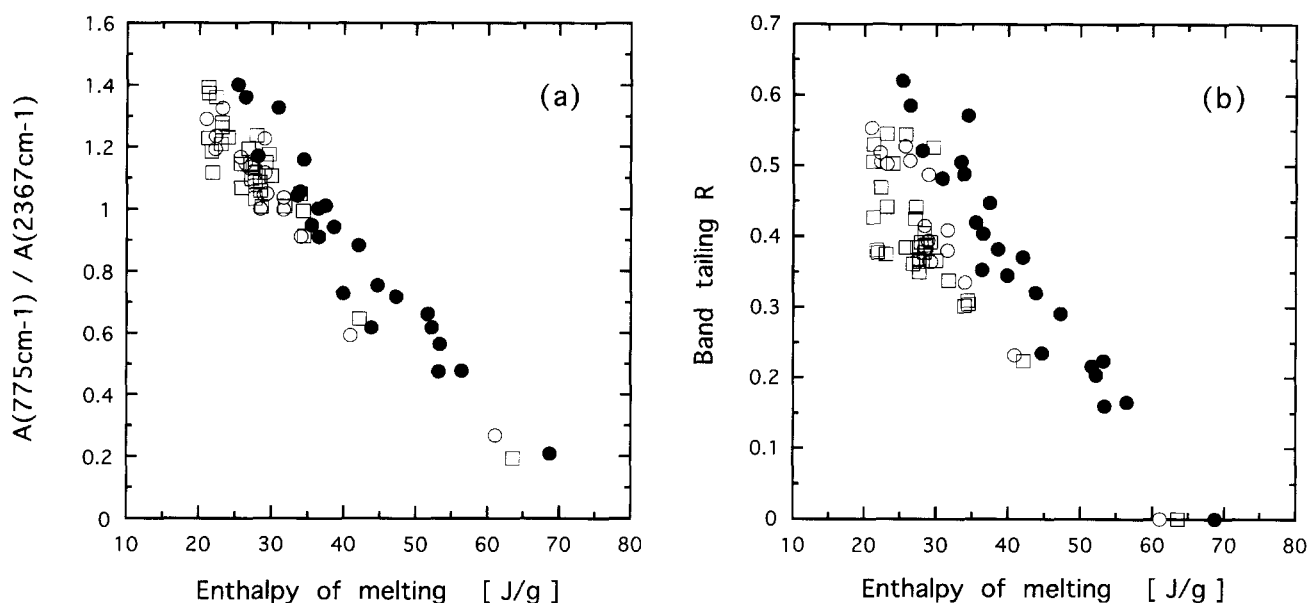 1.6
1.4
1.2
1
0.8
0.6
0.4
0.2
0
10 20 30 40 50 60 70 80
A(775cm-1) / A(2367cm-1)
Enthalpy of melting [ J/g ]
(a)
0.7
0.6
0.5
0.4
0.3
0.2
0.1
0
10 20 30 40 50 60 70 80
Band tailing R
Enthalpy of melting [ J/g ]
(b)